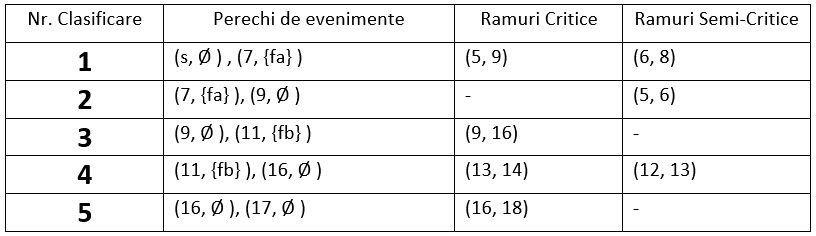 Nr. Clasificare Perechi de evenimente Ramuri Critice Ramuri Semi-Critice
1 (s, Ø ) , (7, {fa} ) (5, 9) (6, 8)
2 (7, {fa} ), (9, Ø ) - (5, 6)
3 (9, Ø ), (11, {fb} ) (9, 16) -
4 (11, {fb} ), (16, Ø ) (13, 14) (12, 13)
5 (16, Ø ), (17, Ø ) (16, 18) -